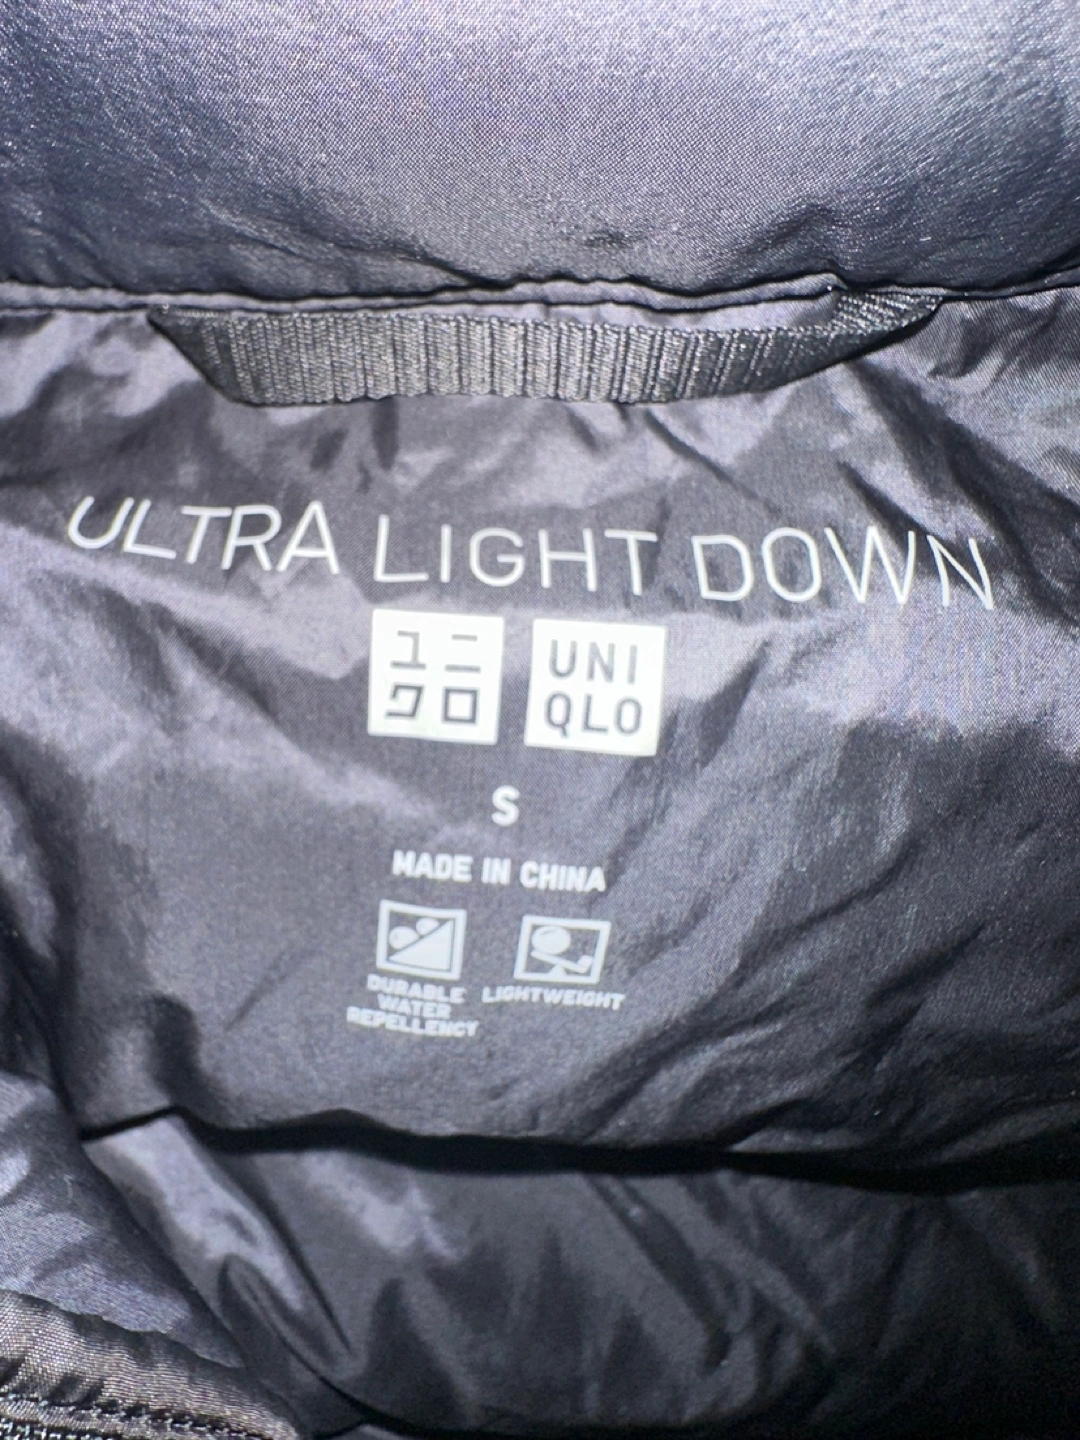 ULTRA LIGHT DOWN
ユニ
クロ
UNI
QLO
S
MADE IN CHINA
DURABLE
WATER
REPELLENCY
LIGHTWEIGHT